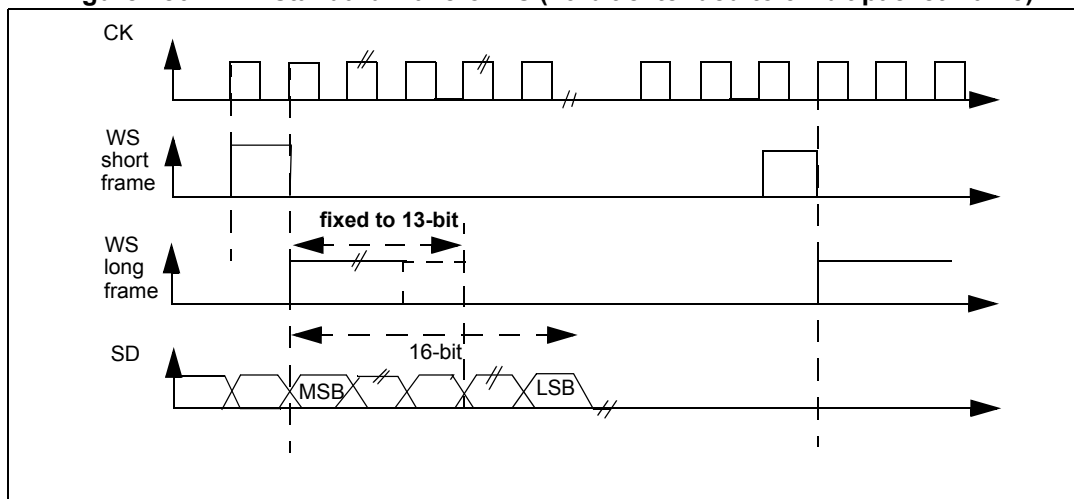 CK
WS
short
frame
fixed to 13-bit
WS
long
frame
16-bit
SD
MSB
LSB